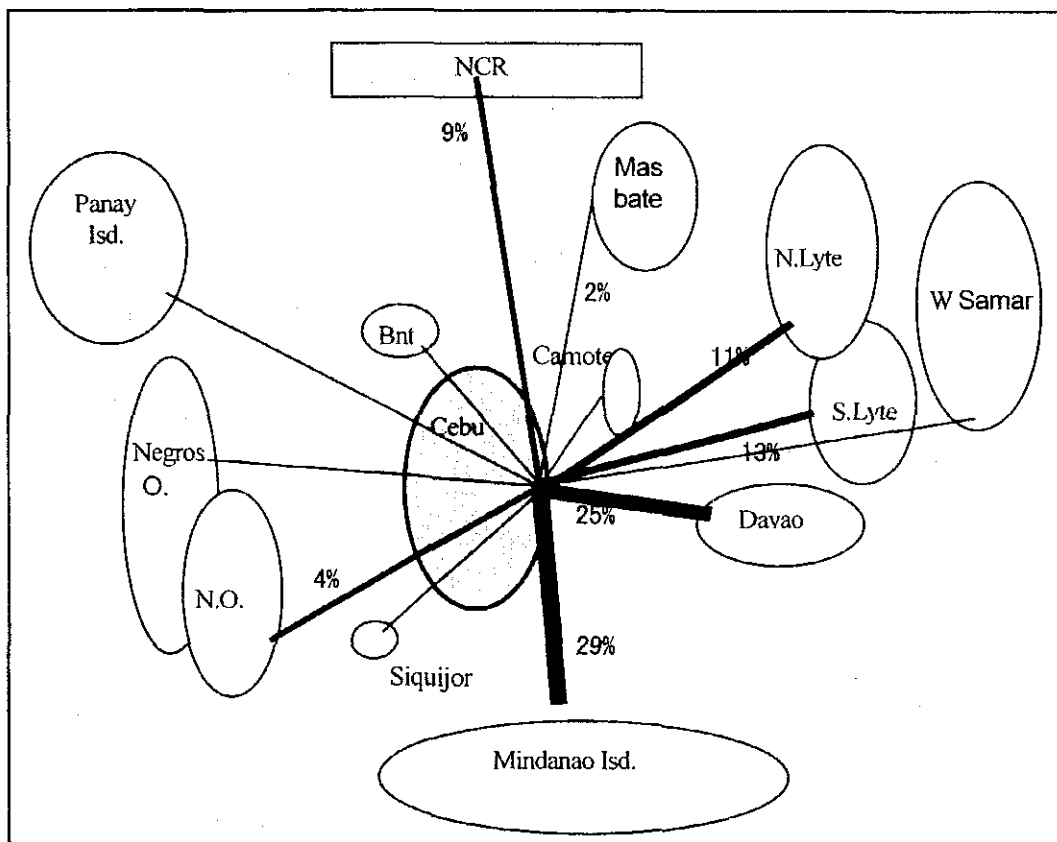 NCR
9%
Mas
bate
Panay
Isd.
N.Lyte
W Samar
2%
Bnt
Camote
11%
Cebu
S.Lyte
Negros
O.
13%
25%
Davao
4%
N.O.
29%
Siquijor
Mindanao Isd.